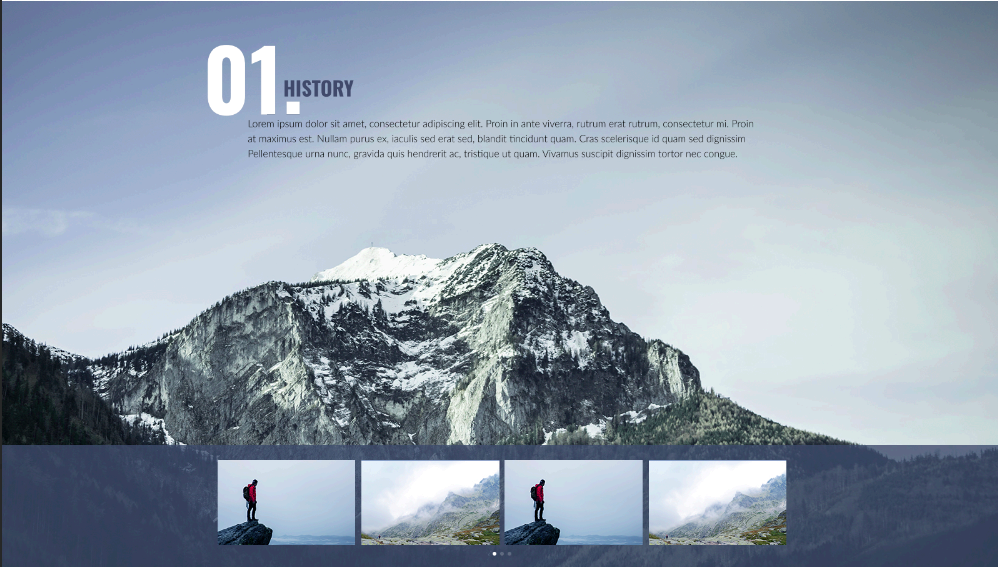 01.
HISTORY
Lorem ipsum dolor sit amet, consectetur adipiscing elit. Proin in ante viverra, rutrum erat rutrum, consectetur mi. Proin
at maximus est. Nullam purus ex, iaculis sed erat sed, blandit tincidunt quam. Cras scelerisque id quam sed dignissim
Pellentesque urna nunc, gravida quis hendrerit ac, tristique ut quam. Vivamus suscipit dignissim tortor nec congue.